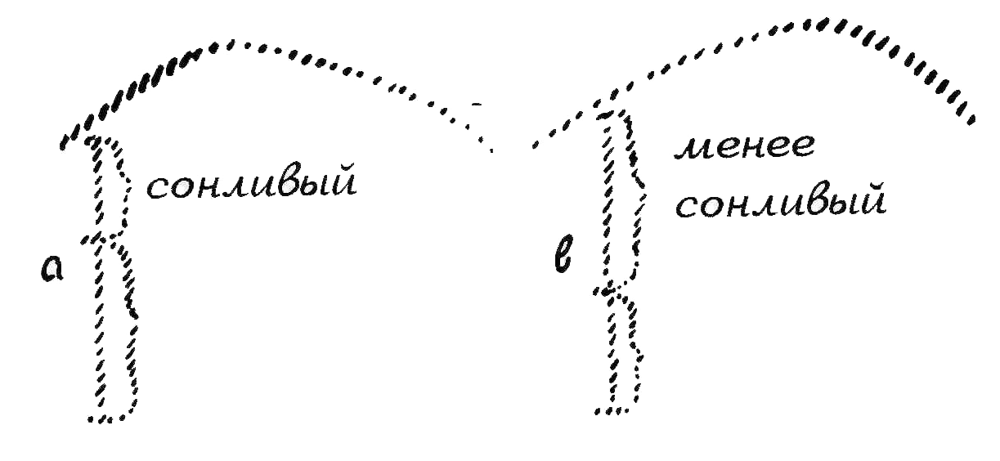 сонливый
а
менее
сонливый
в